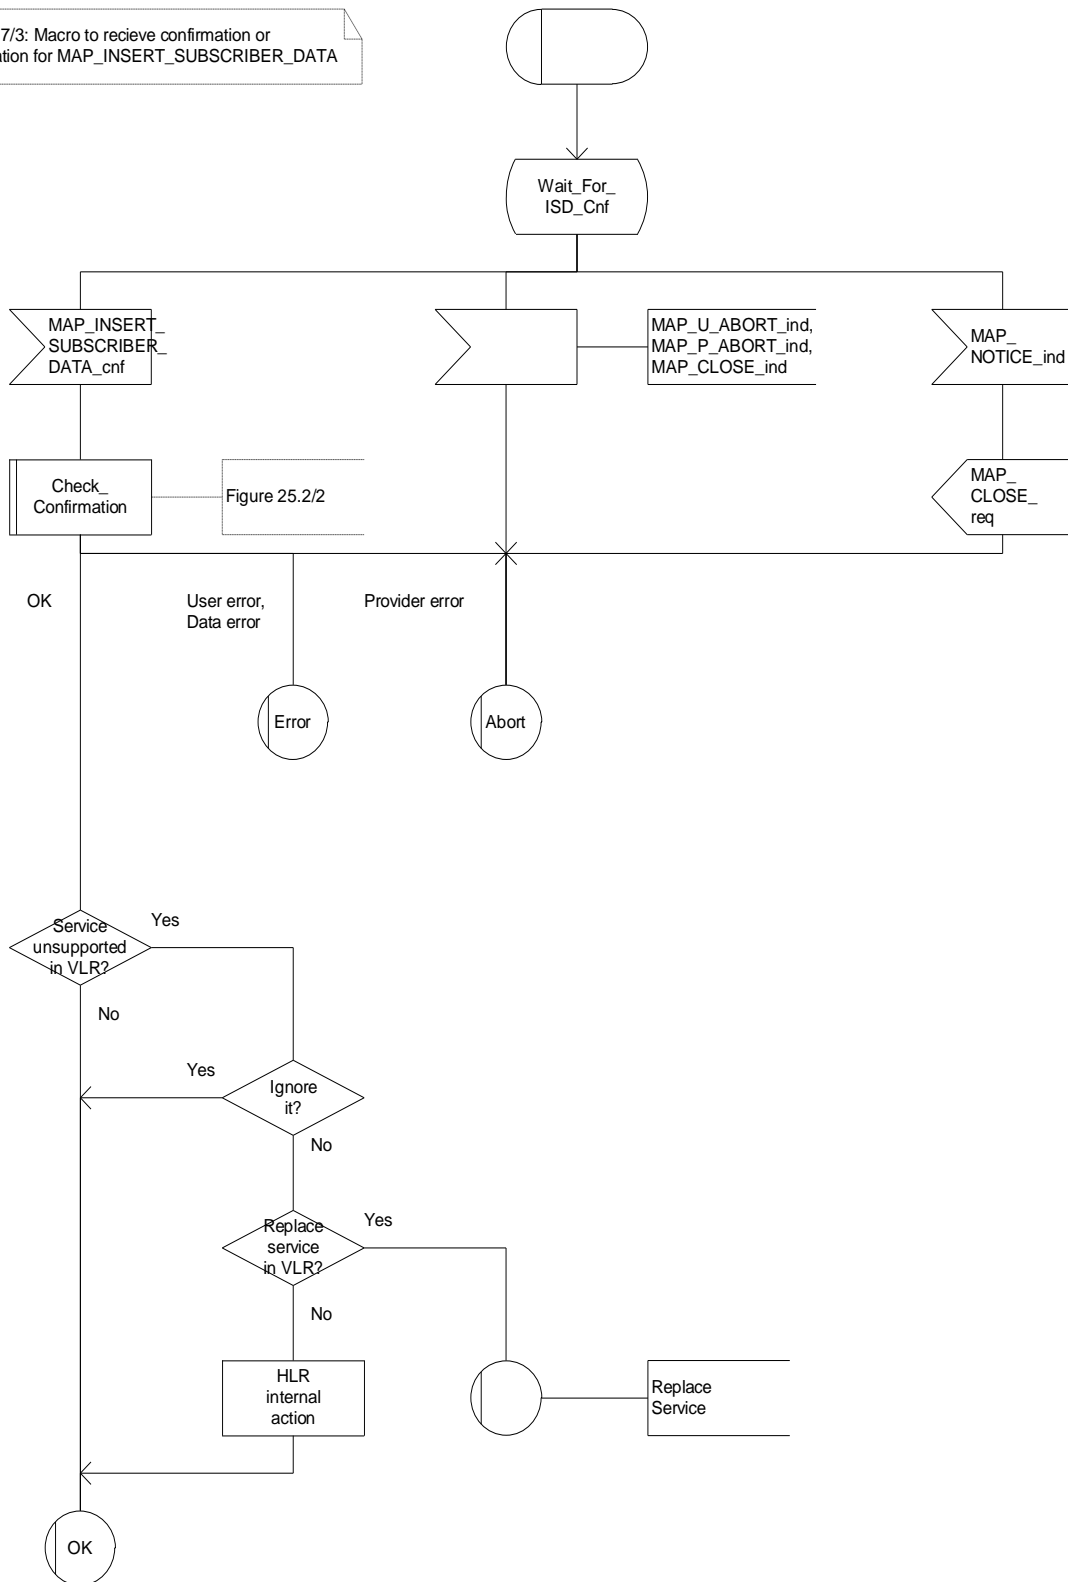 7/3: Macro to recieve confirmation or
ation for MAP_INSERT_SUBSCRIBER_DATA
Wait_For_
ISD_Cnf
MAP_INSERT_
SUBSCRIBER_
DATA_cnf
MAP_U_ABORT_ind,
MAP_P_ABORT_ind,
MAP_CLOSE_ind
MAP_
NOTICE_ind
Check_
Confirmation
Figure 25.2/2
MAP_
CLOSE_
req
OK
User error,
Data error
Provider error
Error
Abort
Service
unsupported
in VLR?
Yes
No
Yes
Ignore
it?
No
Replace
service
in VLR?
Yes
No
HLR
internal
action
Replace
Service
OK